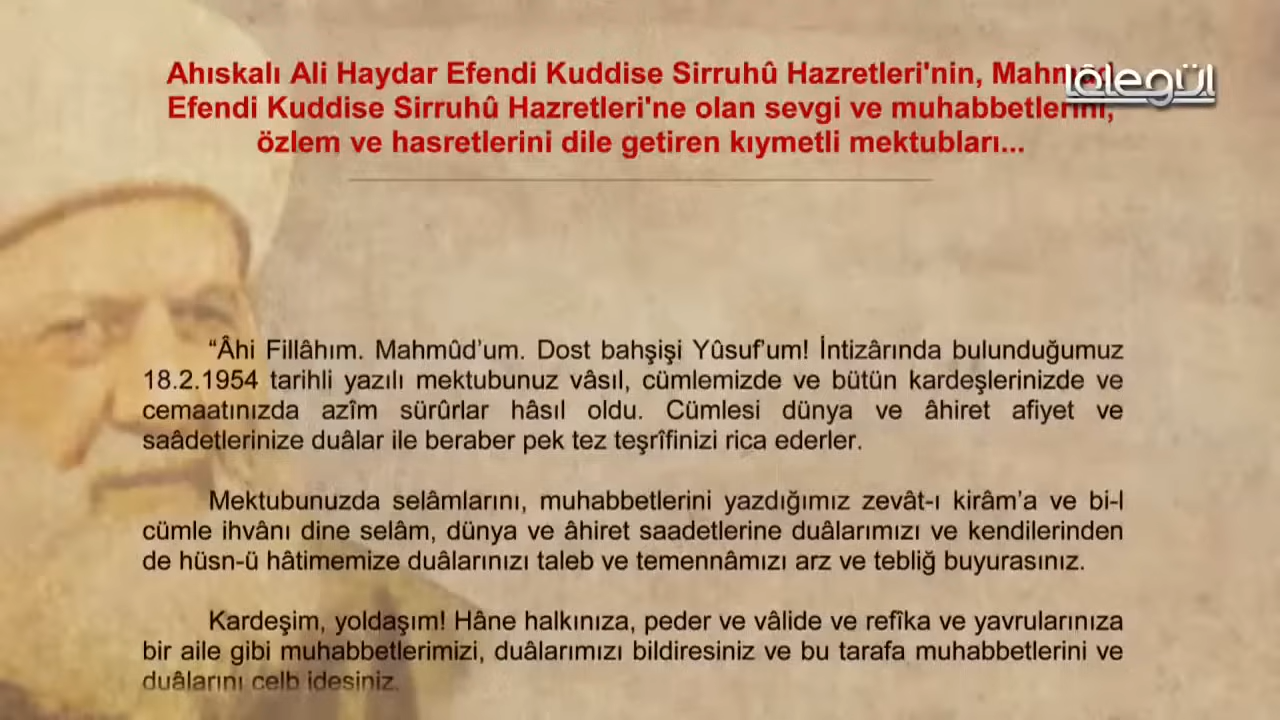 lâlegül
Ahıskalı Ali Haydar Efendi Kuddise Sirruhû Hazretleri'nin, Mahmud
Efendi Kuddise Sirruhû Hazretleri'ne olan sevgi ve muhabbetlerini,
özlem ve hasretlerini dile getiren kıymetli mektubları...
“Âhi Fillâhım. Mahmûd’um. Dost bahşişi Yûsuf’um! İntizârında bulunduğumuz
18.2.1954 tarihli yazılı mektubunuz vâsıl, cümlemizde ve bütün kardeşlerinizde ve
cemaatınızda azîm sürûrlar hâsıl oldu. Cümlesi dünya ve âhiret afiyet ve
saâdetlerinize duâlar ile beraber pek tez teşrîfinizi rica ederler.
Mektubunuzda selâmlarını, muhabbetlerini yazdığımız zevât-ı kirâm’a ve bi-l
cümle ihvânı dine selâm, dünya ve âhiret saadetlerine duâlarımızı ve kendilerinden
de hüsn-ü hâtimemize duâlarınızı taleb ve temennâmızı arz ve tebliğ buyurasınız.
Kardeşim, yoldaşım! Hâne halkınıza, peder ve vâlide ve refîka ve yavrularınıza
bir aile gibi muhabbetlerimizi, duâlarımızı bildiresiniz ve bu tarafa muhabbetlerini ve
duâlarını celb idesiniz.